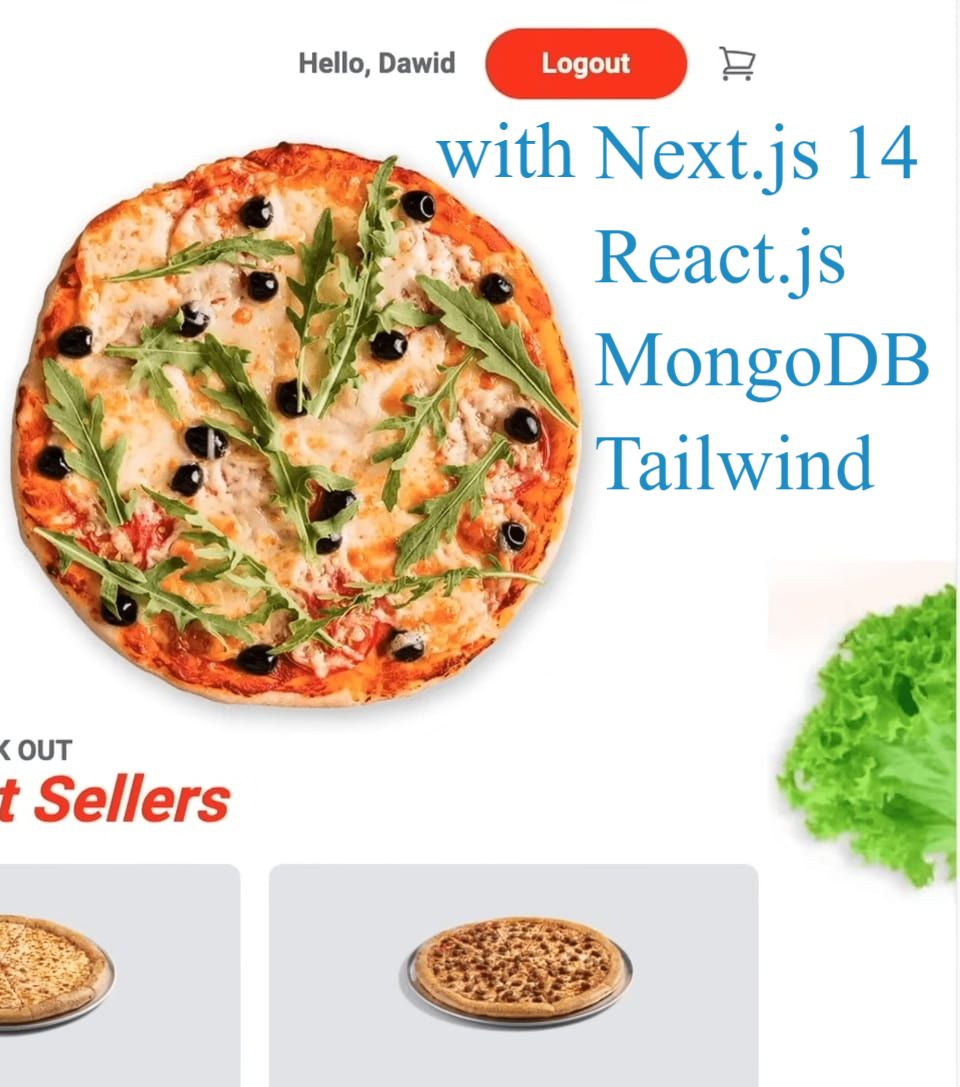 Hello, Dawid Logout
with Next.js 14
React.js
MongoDB
Tailwind
K OUT
t Sellers